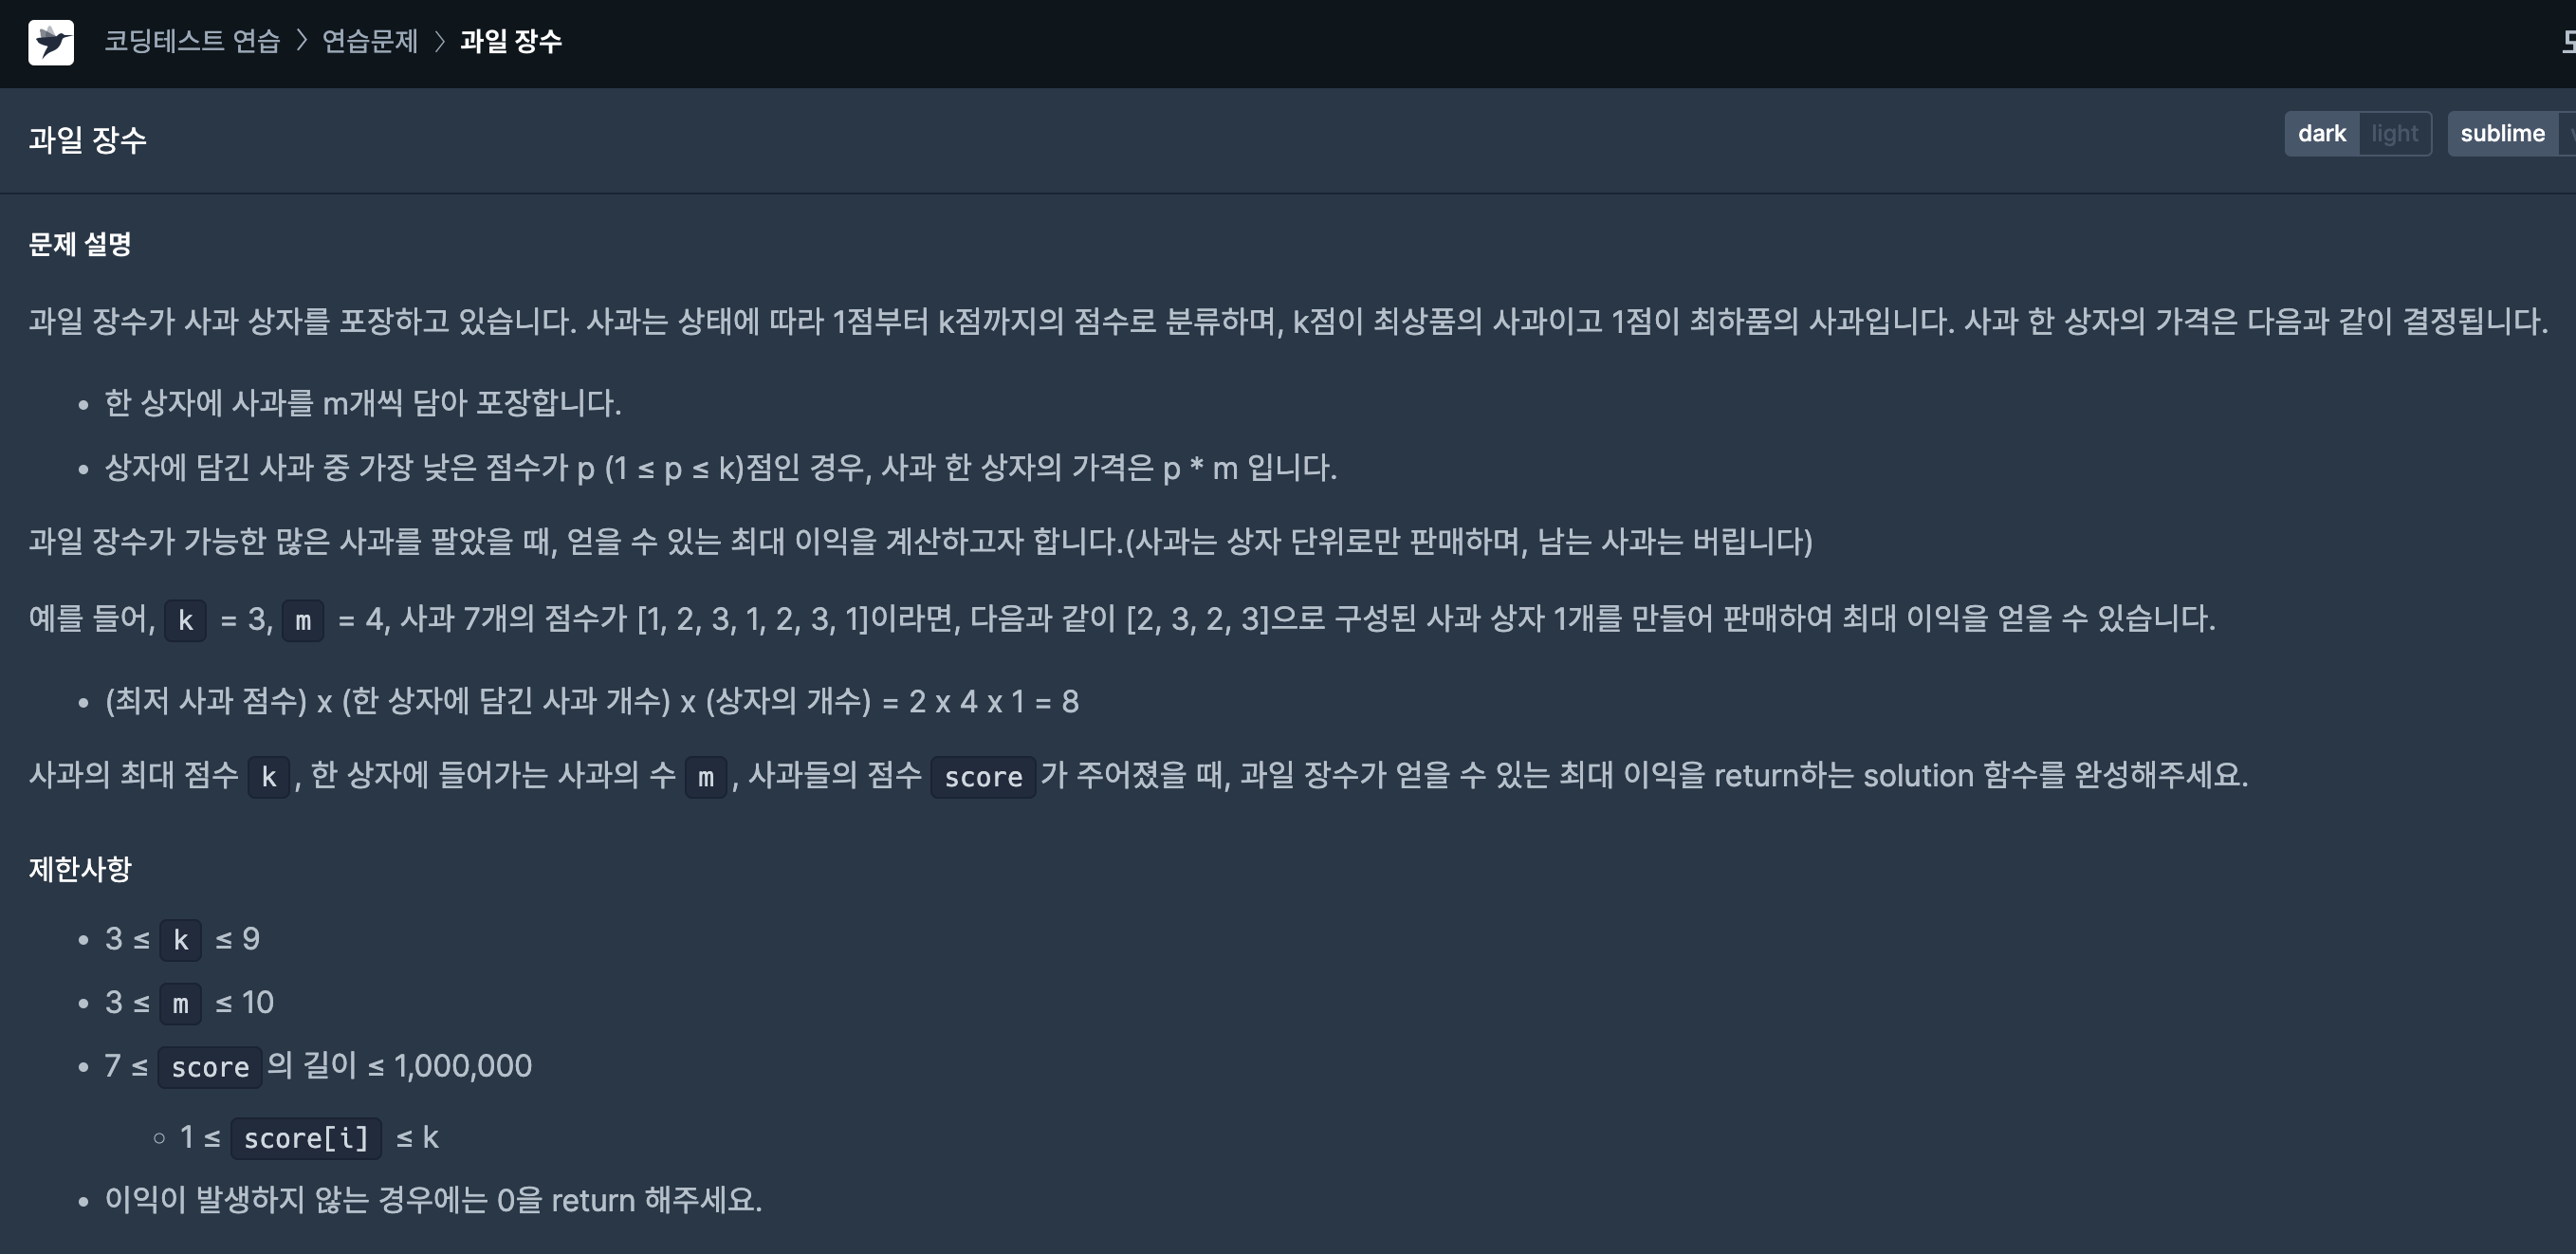 코딩테스트 연습 > 연습문제 > 과일 장수
과일 장수
dark light sublime
문제 설명
과일 장수가 사과 상자를 포장하고 있습니다. 사과는 상태에 따라 1점부터 k점까지의 점수로 분류하며, k점이 최상품의 사과이고 1점이 최하품의 사과입니다. 사과 한 상자의 가격은 다음과 같이 결정됩니다.
• 한 상자에 사과를 m개씩 담아 포장합니다.
• 상자에 담긴 사과 중 가장 낮은 점수가 p (1 ≤ p ≤ k)점인 경우, 사과 한 상자의 가격은 p * m 입니다.
과일 장수가 가능한 많은 사과를 팔았을 때, 얻을 수 있는 최대 이익을 계산하고자 합니다.(사과는 상자 단위로만 판매하며, 남는 사과는 버립니다)
예를 들어, k = 3, m = 4, 사과 7개의 점수가 [1, 2, 3, 1, 2, 3, 1]이라면, 다음과 같이 [2, 3, 2, 3]으로 구성된 사과 상자 1개를 만들어 판매하여 최대 이익을 얻을 수 있습니다.
• (최저 사과 점수) x (한 상자에 담긴 사과 개수) x (상자의 개수) = 2 x 4 x 1 = 8
사과의 최대 점수 k, 한 상자에 들어가는 사과의 수 m, 사과들의 점수 score가 주어졌을 때, 과일 장수가 얻을 수 있는 최대 이익을 return하는 solution 함수를 완성해주세요.
제한사항
• 3 ≤ k ≤ 9
• 3 ≤ m ≤ 10
• 7 ≤ score의 길이 ≤ 1,000,000
◦ 1 ≤ score[i] ≤ k
• 이익이 발생하지 않는 경우에는 0을 return 해주세요.